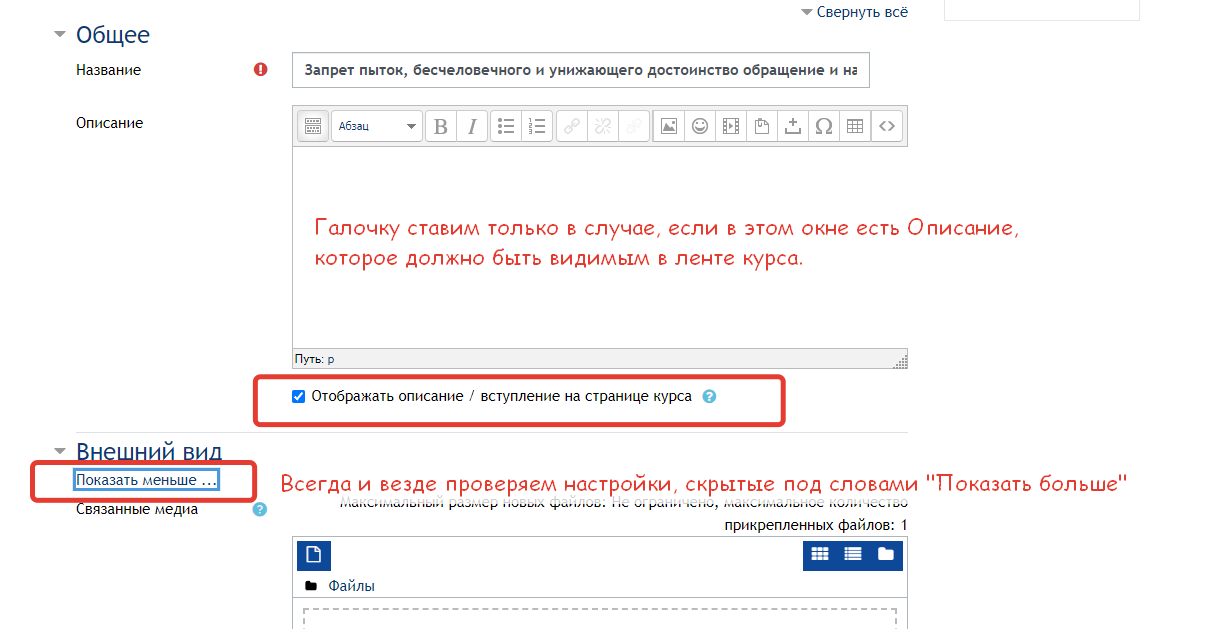 Свернуть всё
Общее
Название
Запрет пыток, бесчеловечного и унижающего достоинство обращение и на
Описание
Абзац
B I
Галочку ставим только в случае, если в этом окне есть Описание,
которое должно быть видимым в ленте курса.
Путь: p
Отображать описание / вступление на странице курса
Внешний вид
Показать меньше ...
Всегда и везде проверяем настройки, скрытые под словами "Показать больше"
Связанные медиа
Максимальный размер новых файлов: Не ограничено, максимальное количество
прикрепленных файлов: 1
Файлы